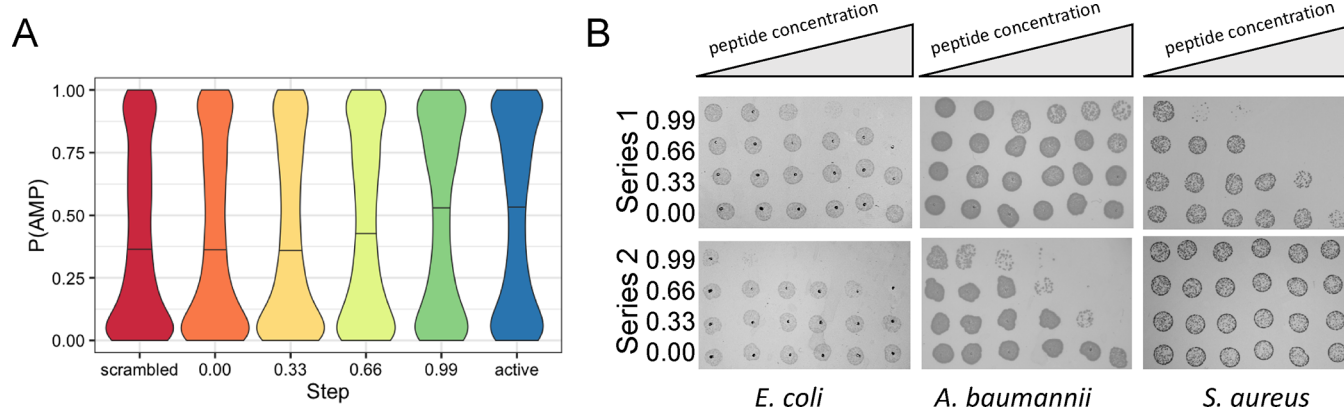 A
P(AMP)
1.00
0.75
0.50
0.25
0.00
scrambled 0.00 0.33 0.66 0.99 active
Step
B
peptide concentration peptide concentration peptide concentration
Series 1
0.99
0.66
0.33
0.00
Series 2
0.99
0.66
0.33
0.00
E. coli A. baumannii S. aureus